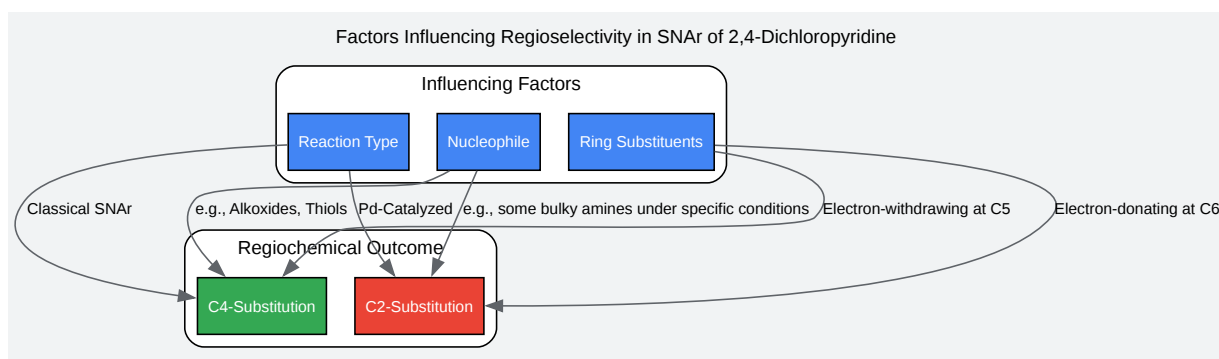 Factors Influencing Regioselectivity in SNAr of 2,4-Dichloropyridine
Influencing Factors
Reaction Type
Nucleophile
Ring Substituents
Classical SNAr
e.g., Alkoxides, Thiols
Pd-Catalyzed
e.g., some bulky amines under specific conditions
Electron-withdrawing at C5
Electron-donating at C6
Regiochemical Outcome
C4-Substitution
C2-Substitution